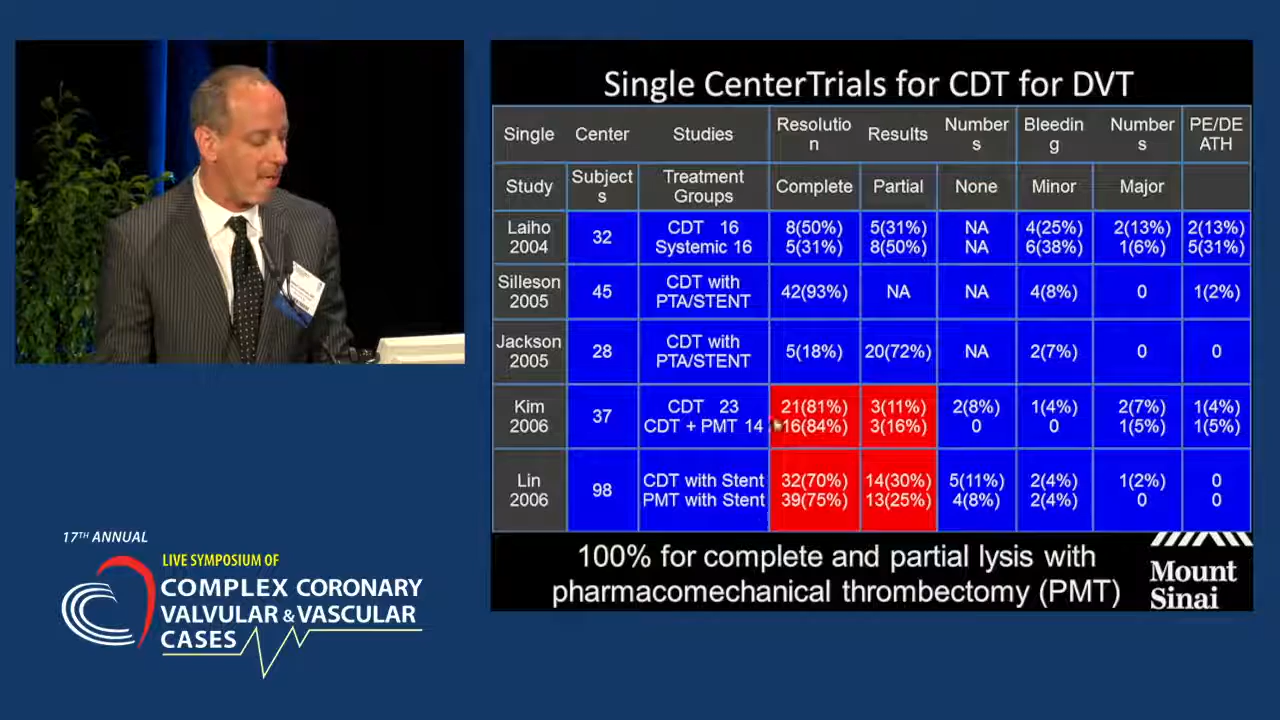 Single CenterTrials for CDT for DVT
Single Center Studies Resolutio n Results Number s Bleedin g Number s PE/DE ATH
Study Subject s Treatment Groups Complete Partial None Minor Major
Laiho 2004 32 CDT 16 8(50%) 5(31%) NA 4(25%) 2(13%) 2(13%)
Systemic 16 5(31%) 8(50%) NA 6(38%) 1(6%) 5(31%)
Silleson 2005 45 CDT with PTA/STENT 42(93%) NA NA 4(8%) 0 1(2%)
Jackson 2005 28 CDT with PTA/STENT 5(18%) 20(72%) NA 2(7%) 0 0
Kim 2006 37 CDT 23 21(81%) 3(11%) 2(8%) 1(4%) 2(7%) 1(4%)
CDT + PMT 14 16(84%) 3(16%) 0 0 1(5%) 1(5%)
Lin 2006 98 CDT with Stent 32(70%) 14(30%) 5(11%) 2(4%) 1(2%) 0
PMT with Stent 39(75%) 13(25%) 4(8%) 2(4%) 0 0
100% for complete and partial lysis with
pharmacomechanical thrombectomy (PMT)
Mount
Sinai
17TH ANNUAL
LIVE SYMPOSIUM OF
COMPLEX CORONARY
VALVULAR & VASCULAR
CASES